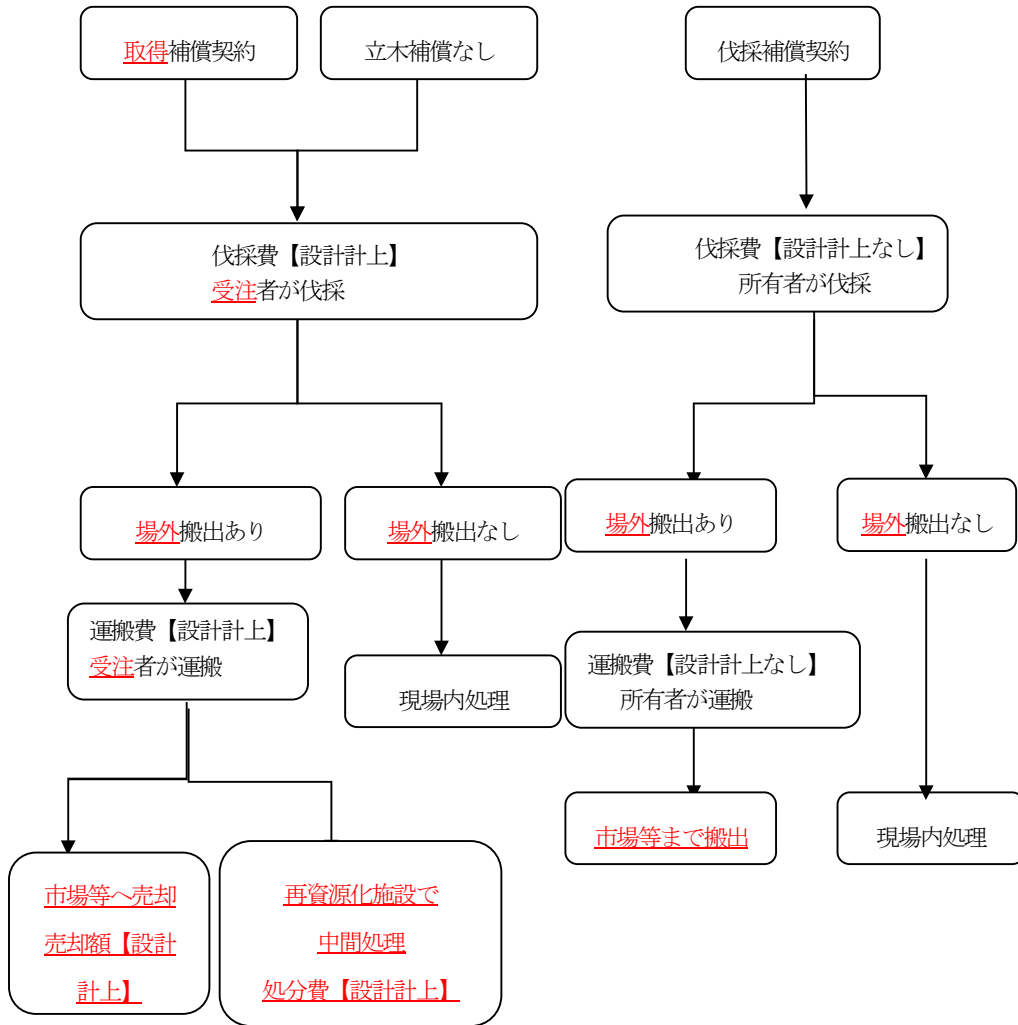 取得補償契約
立木補償なし
伐採補償契約
伐採費【設計計上】
受注者が伐採
伐採費【設計計上なし】
所有者が伐採
場外搬出あり
場外搬出なし
場外搬出あり
場外搬出なし
運搬費【設計計上】
受注者が運搬
現場内処理
運搬費【設計計上なし】
所有者が運搬
市場等まで搬出
現場内処理
市場等へ売却
売却額【設計
計上】
再資源化施設で
中間処理
処分費【設計計上】